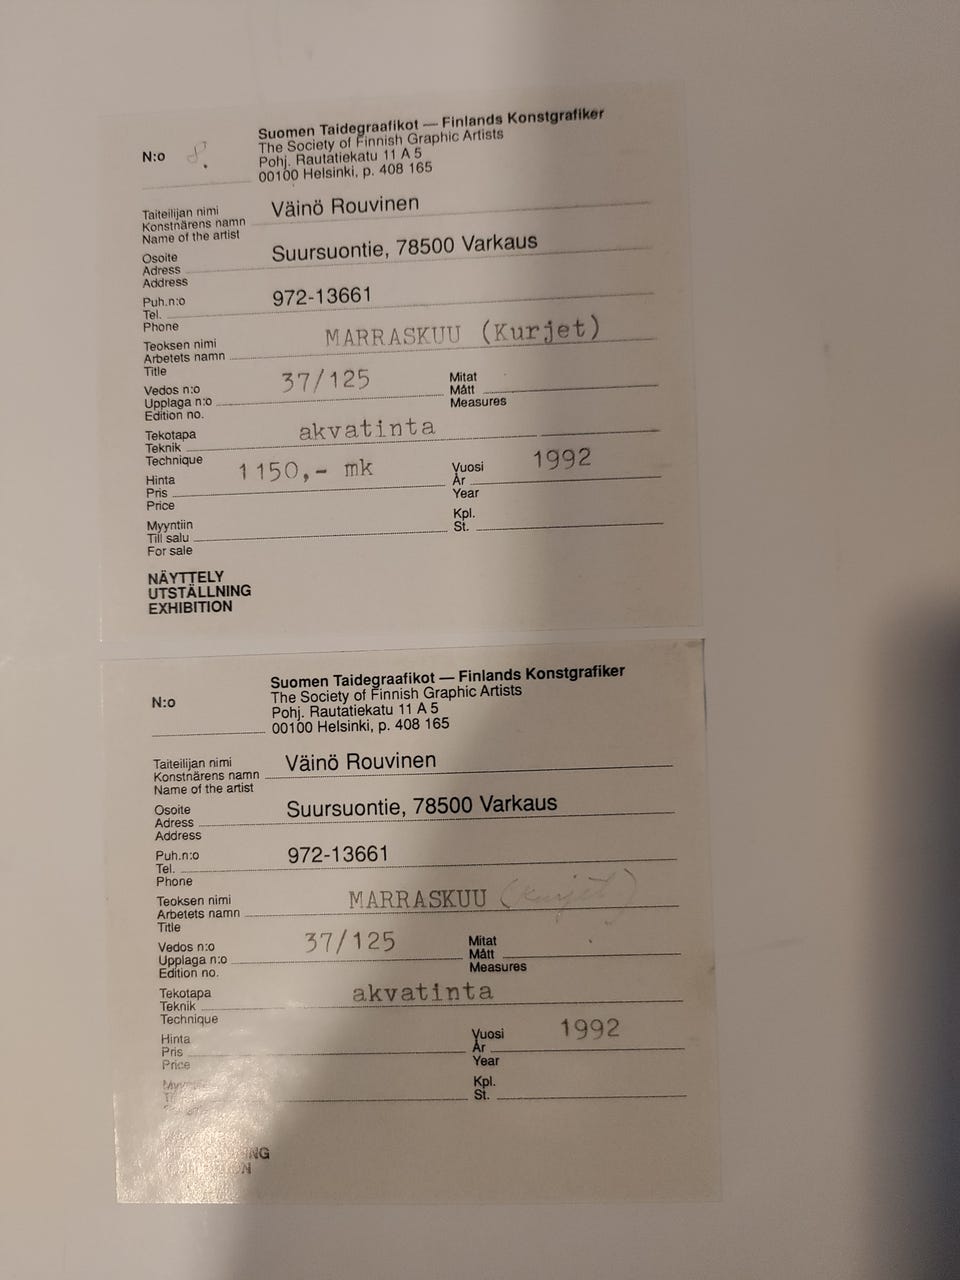 Suomen Taidegraafikot — Finlands Konstgrafiker
The Society of Finnish Graphic Artists
N:o 8.
Pohj. Rautatiekatu 11 A 5
00100 Helsinki, p. 408 165
Taiteilijan nimi
Väinö Rouvinen
Konstnärens namn
Name of the artist
Osoite
Suursuontie, 78500 Varkaus
Adress
Address
Puh.n:o
972-13661
Tel.
Phone
Teoksen nimi
MARRASKUU (Kurjet)
Arbetets namn
Title
Vedos n:o
37/125
Mitat
Upplaga n:o
Mått
Edition no.
Measures
Tekotapa
akvatinta
Teknik
Technique
Hinta
1150,- mk
Vuosi
1992
Pris
År
Price
Year
Myyntiin
Kpl.
Till salu
St.
For sale
NÄYTTELY
UTSTÄLLNING
EXHIBITION
Suomen Taidegraafikot — Finlands Konstgrafiker
The Society of Finnish Graphic Artists
N:o
Pohj. Rautatiekatu 11 A 5
00100 Helsinki, p. 408 165
Taiteilijan nimi
Väinö Rouvinen
Konstnärens namn
Name of the artist
Osoite
Suursuontie, 78500 Varkaus
Adress
Address
Puh.n:o
972-13661
Tel.
Phone
Teoksen nimi
MARRASKUU (Kurjet)
Arbetets namn
Title
Vedos n:o
37/125
Mitat
Upplaga n:o
Mått
Edition no.
Measures
Tekotapa
akvatinta
Teknik
Technique
Hinta
Vuosi
1992
Pris
År
Price
Year
Kpl.
St.